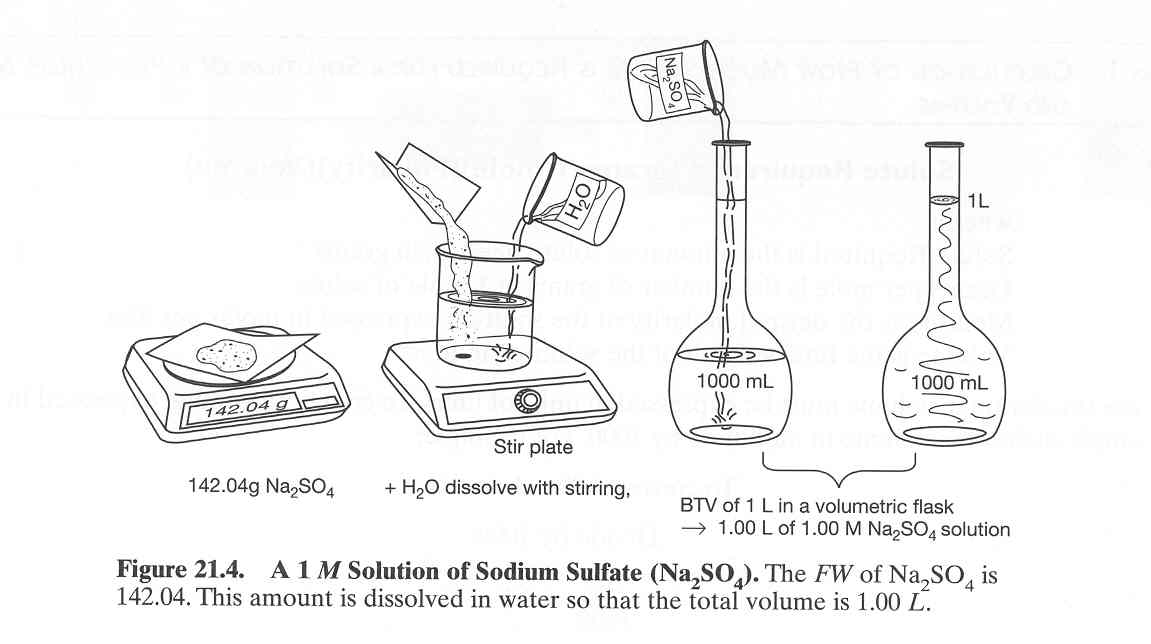 Na₂SO₄
H₂O
1L
142.04 g
1000 mL
1000 mL
Stir plate
142.04g Na₂SO₄
+ H₂O dissolve with stirring,
BTV of 1 L in a volumetric flask
→ 1.00 L of 1.00 M Na₂SO₄ solution
Figure 21.4. A 1 M Solution of Sodium Sulfate (Na₂SO₄). The FW of Na₂SO₄ is
142.04. This amount is dissolved in water so that the total volume is 1.00 L.